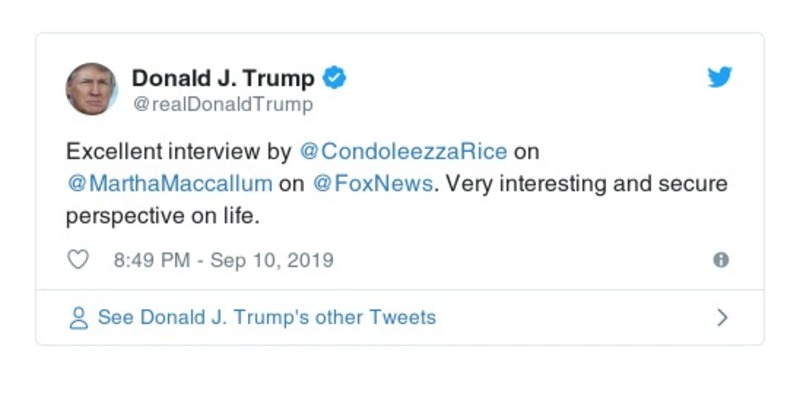 Donald J. Trump
@realDonaldTrump
Excellent interview by @CondoleezzaRice on
@MarthaMaccallum on @FoxNews. Very interesting and secure
perspective on life.
8:49 PM - Sep 10, 2019
See Donald J. Trump's other Tweets